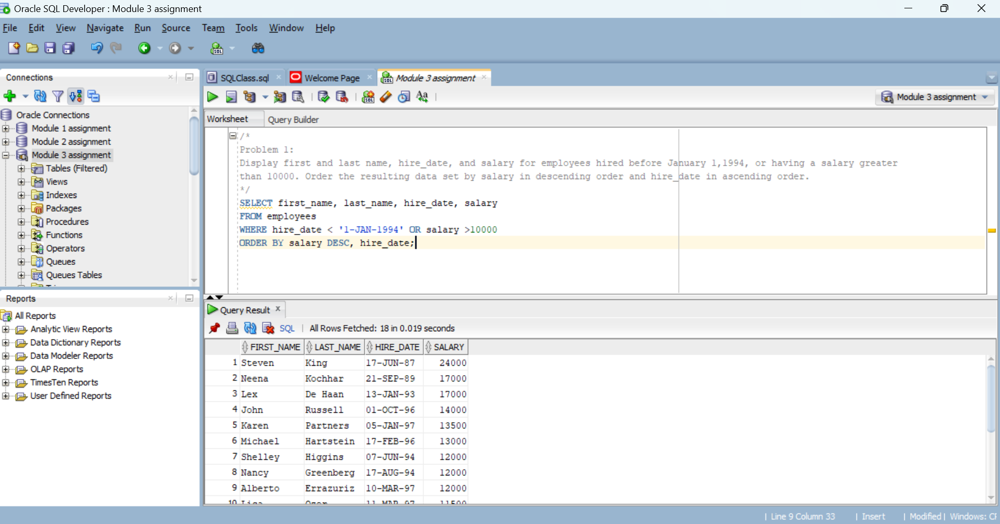 Oracle SQL Developer : Module 3 assignment
File Edit View Navigate Run Source Team Tools Window Help
Connections
Oracle Connections
Module 1 assignment
Module 2 assignment
Module 3 assignment
Tables (Filtered)
Views
Indexes
Packages
Procedures
Functions
Operators
Queues
Queues Tables
Reports
All Reports
Analytic View Reports
Data Dictionary Reports
Data Modeler Reports
OLAP Reports
TimesTen Reports
User Defined Reports
SQLClass.sql Welcome Page Module 3 assignment
Module 3 assignment
Worksheet Query Builder
/*
Problem 1:
Display first and last name, hire_date, and salary for employees hired before January 1,1994, or having a salary greater
than 10000. Order the resulting data set by salary in descending order and hire_date in ascending order.
*/
SELECT first_name, last_name, hire_date, salary
FROM employees
WHERE hire_date < '1-JAN-1994' OR salary >10000
ORDER BY salary DESC, hire_date;
Query Result
SQL | All Rows Fetched: 18 in 0.019 seconds
FIRST_NAME LAST_NAME HIRE_DATE SALARY
1 Steven King 17-JUN-87 24000
2 Neena Kochhar 21-SEP-89 17000
3 Lex De Haan 13-JAN-93 17000
4 John Russell 01-OCT-96 14000
5 Karen Partners 05-JAN-97 13500
6 Michael Hartstein 17-FEB-96 13000
7 Shelley Higgins 07-JUN-94 12000
8 Nancy Greenberg 17-AUG-94 12000
9 Alberto Errazuriz 10-MAR-97 12000
10 Lisa Ozer 11-MAR-97 11500
| Line 9 Column 33 | Insert | Modified | Windows: